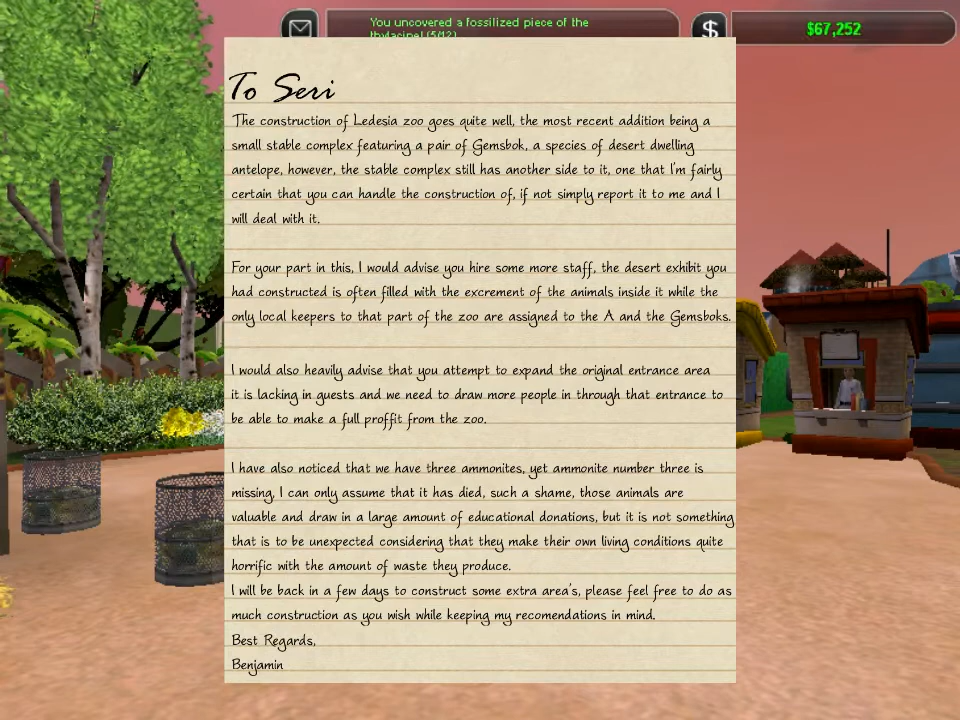 You uncovered a fossilized piece of the
thylacine! (5/12)
$
$67,252
To Seri
The construction of Ledesia zoo goes quite well, the most recent addition being a
small stable complex featuring a pair of Gemsbok, a species of desert dwelling
antelope, however, the stable complex still has another side to it, one that I'm fairly
certain that you can handle the construction of, if not simply report it to me and I
will deal with it.
For your part in this, I would advise you hire some more staff, the desert exhibit you
had constructed is often filled with the excrement of the animals inside it while the
only local keepers to that part of the zoo are assigned to the A and the Gemsboks.
I would also heavily advise that you attempt to expand the original entrance area
it is lacking in guests and we need to draw more people in through that entrance to
be able to make a full proffit from the zoo.
I have also noticed that we have three ammonites, yet ammonite number three is
missing, I can only assume that it has died, such a shame, those animals are
valuable and draw in a large amount of educational donations, but it is not something
that is to be unexpected considering that they make their own living conditions quite
horrific with the amount of waste they produce.
I will be back in a few days to construct some extra area's, please feel free to do as
much construction as you wish while keeping my recomendations in mind.
Best Regards,
Benjamin